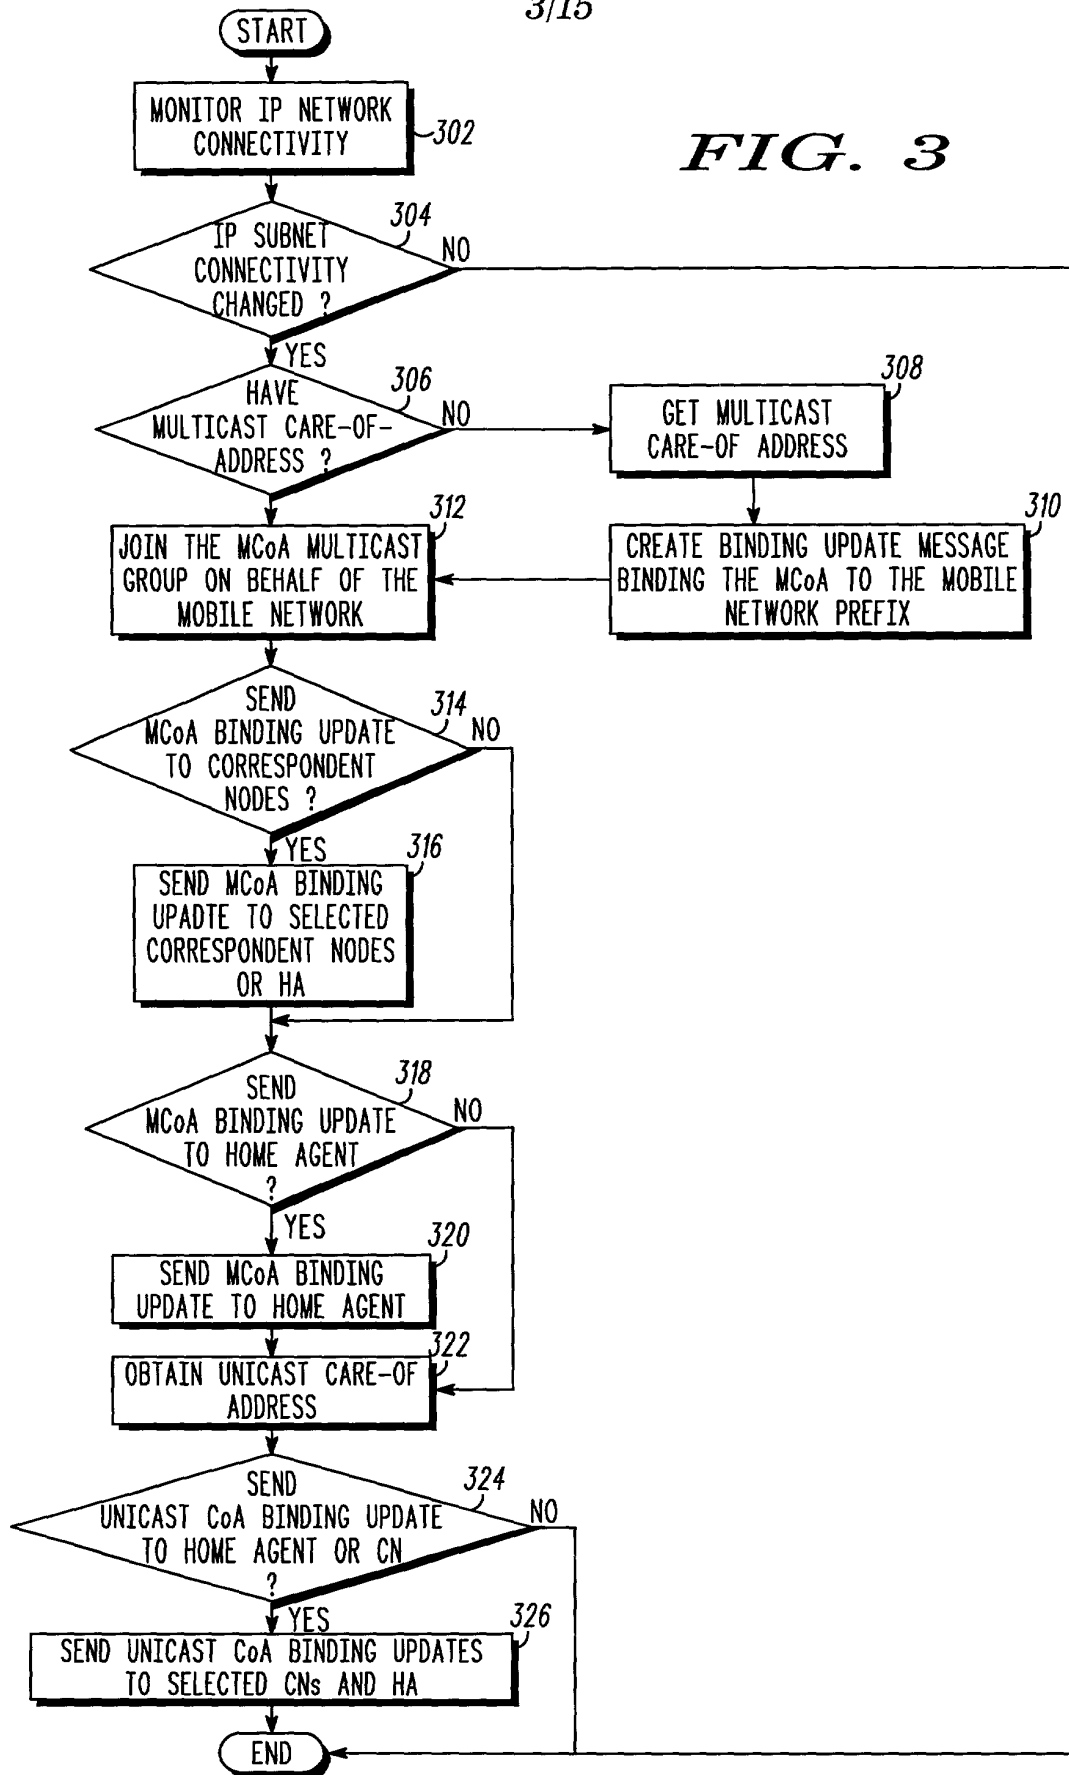 3/15
START
MONITOR IP NETWORK
CONNECTIVITY
302
FIG. 3
304
IP SUBNET
CONNECTIVITY
CHANGED ?
NO
YES
306
HAVE
MULTICAST CARE-OF-
ADDRESS ?
NO
308
GET MULTICAST
CARE-OF ADDRESS
310
CREATE BINDING UPDATE MESSAGE
BINDING THE MCoA TO THE MOBILE
NETWORK PREFIX
312
JOIN THE MCoA MULTICAST
GROUP ON BEHALF OF THE
MOBILE NETWORK
314
SEND
MCoA BINDING UPDATE
TO CORRESPONDENT
NODES ?
NO
YES
316
SEND MCoA BINDING
UPADTE TO SELECTED
CORRESPONDENT NODES
OR HA
318
SEND
MCoA BINDING UPDATE
TO HOME AGENT
?
NO
YES
320
SEND MCoA BINDING
UPDATE TO HOME AGENT
322
OBTAIN UNICAST CARE-OF
ADDRESS
324
SEND
UNICAST CoA BINDING UPDATE
TO HOME AGENT OR CN
?
NO
YES
326
SEND UNICAST CoA BINDING UPDATES
TO SELECTED CNs AND HA
END